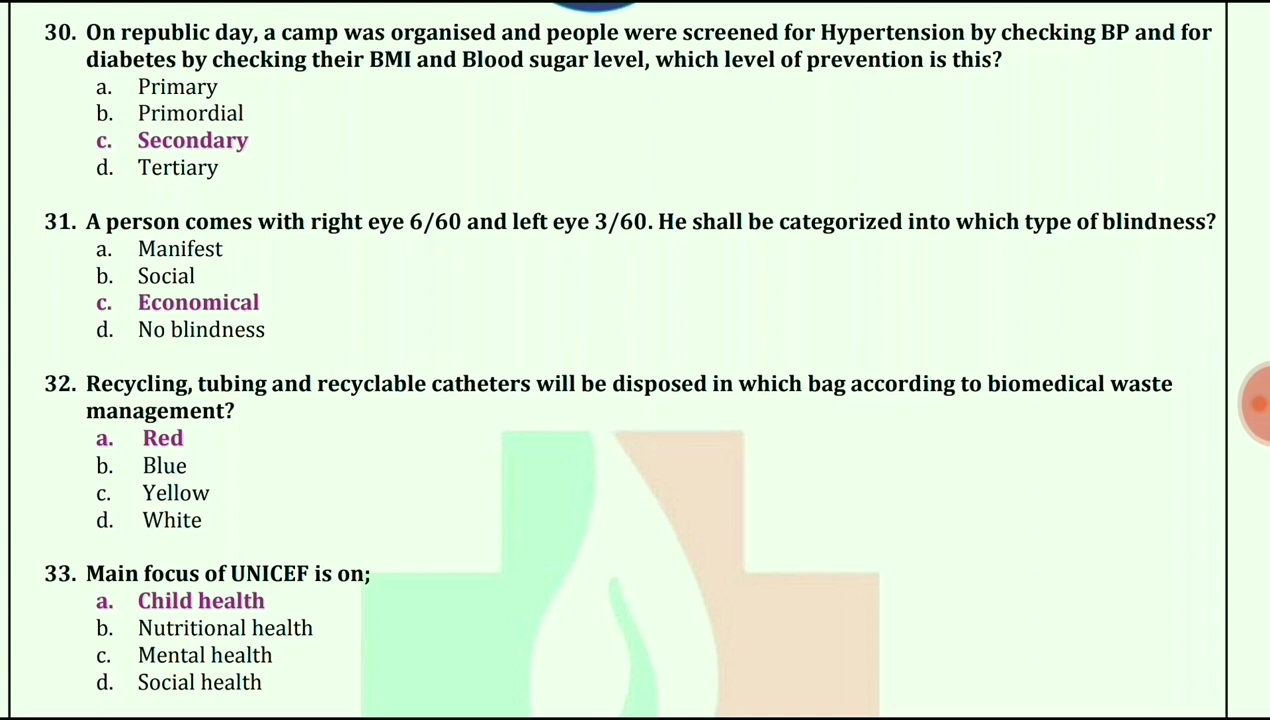 30. On republic day, a camp was organised and people were screened for Hypertension by checking BP and for
diabetes by checking their BMI and Blood sugar level, which level of prevention is this?
a. Primary
b. Primordial
c. Secondary
d. Tertiary
31. A person comes with right eye 6/60 and left eye 3/60. He shall be categorized into which type of blindness?
a. Manifest
b. Social
c. Economical
d. No blindness
32. Recycling, tubing and recyclable catheters will be disposed in which bag according to biomedical waste
management?
a. Red
b. Blue
c. Yellow
d. White
33. Main focus of UNICEF is on;
a. Child health
b. Nutritional health
c. Mental health
d. Social health